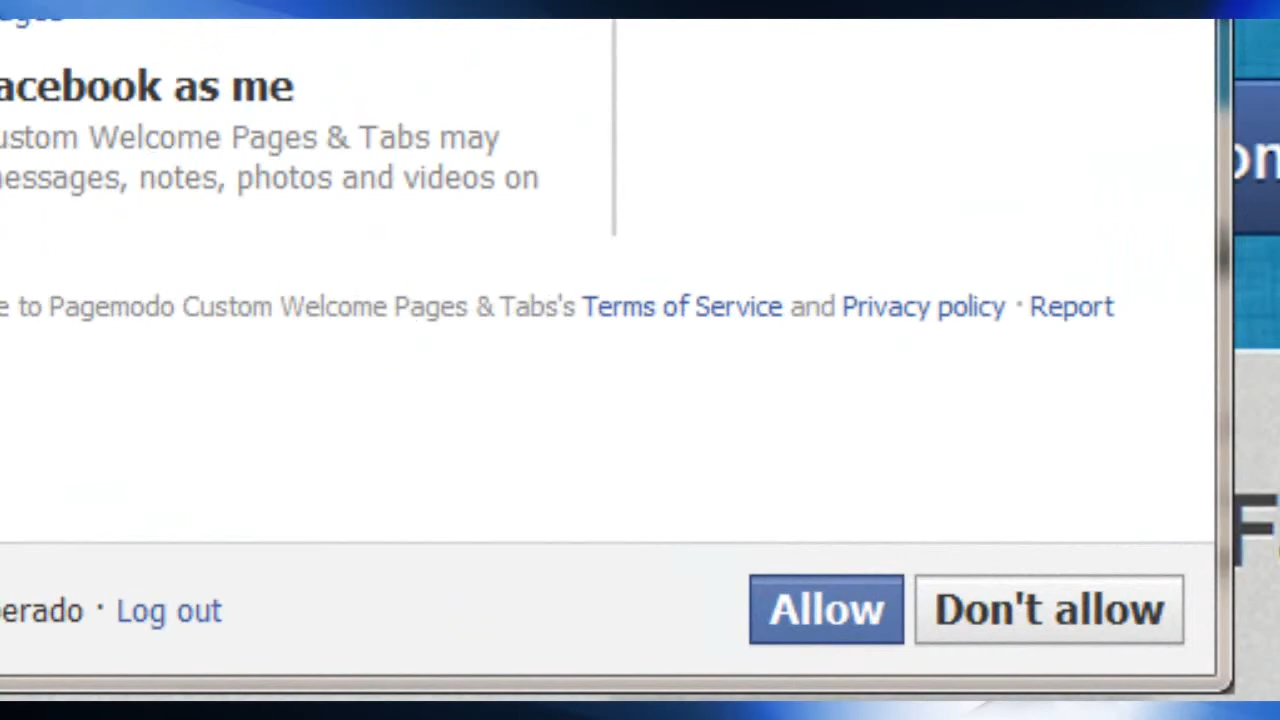 acebook as me
ustom Welcome Pages & Tabs may
essages, notes, photos and videos on
e to Pagemodo Custom Welcome Pages & Tabs's Terms of Service and Privacy policy · Report
erado · Log out
Allow
Don't allow
on